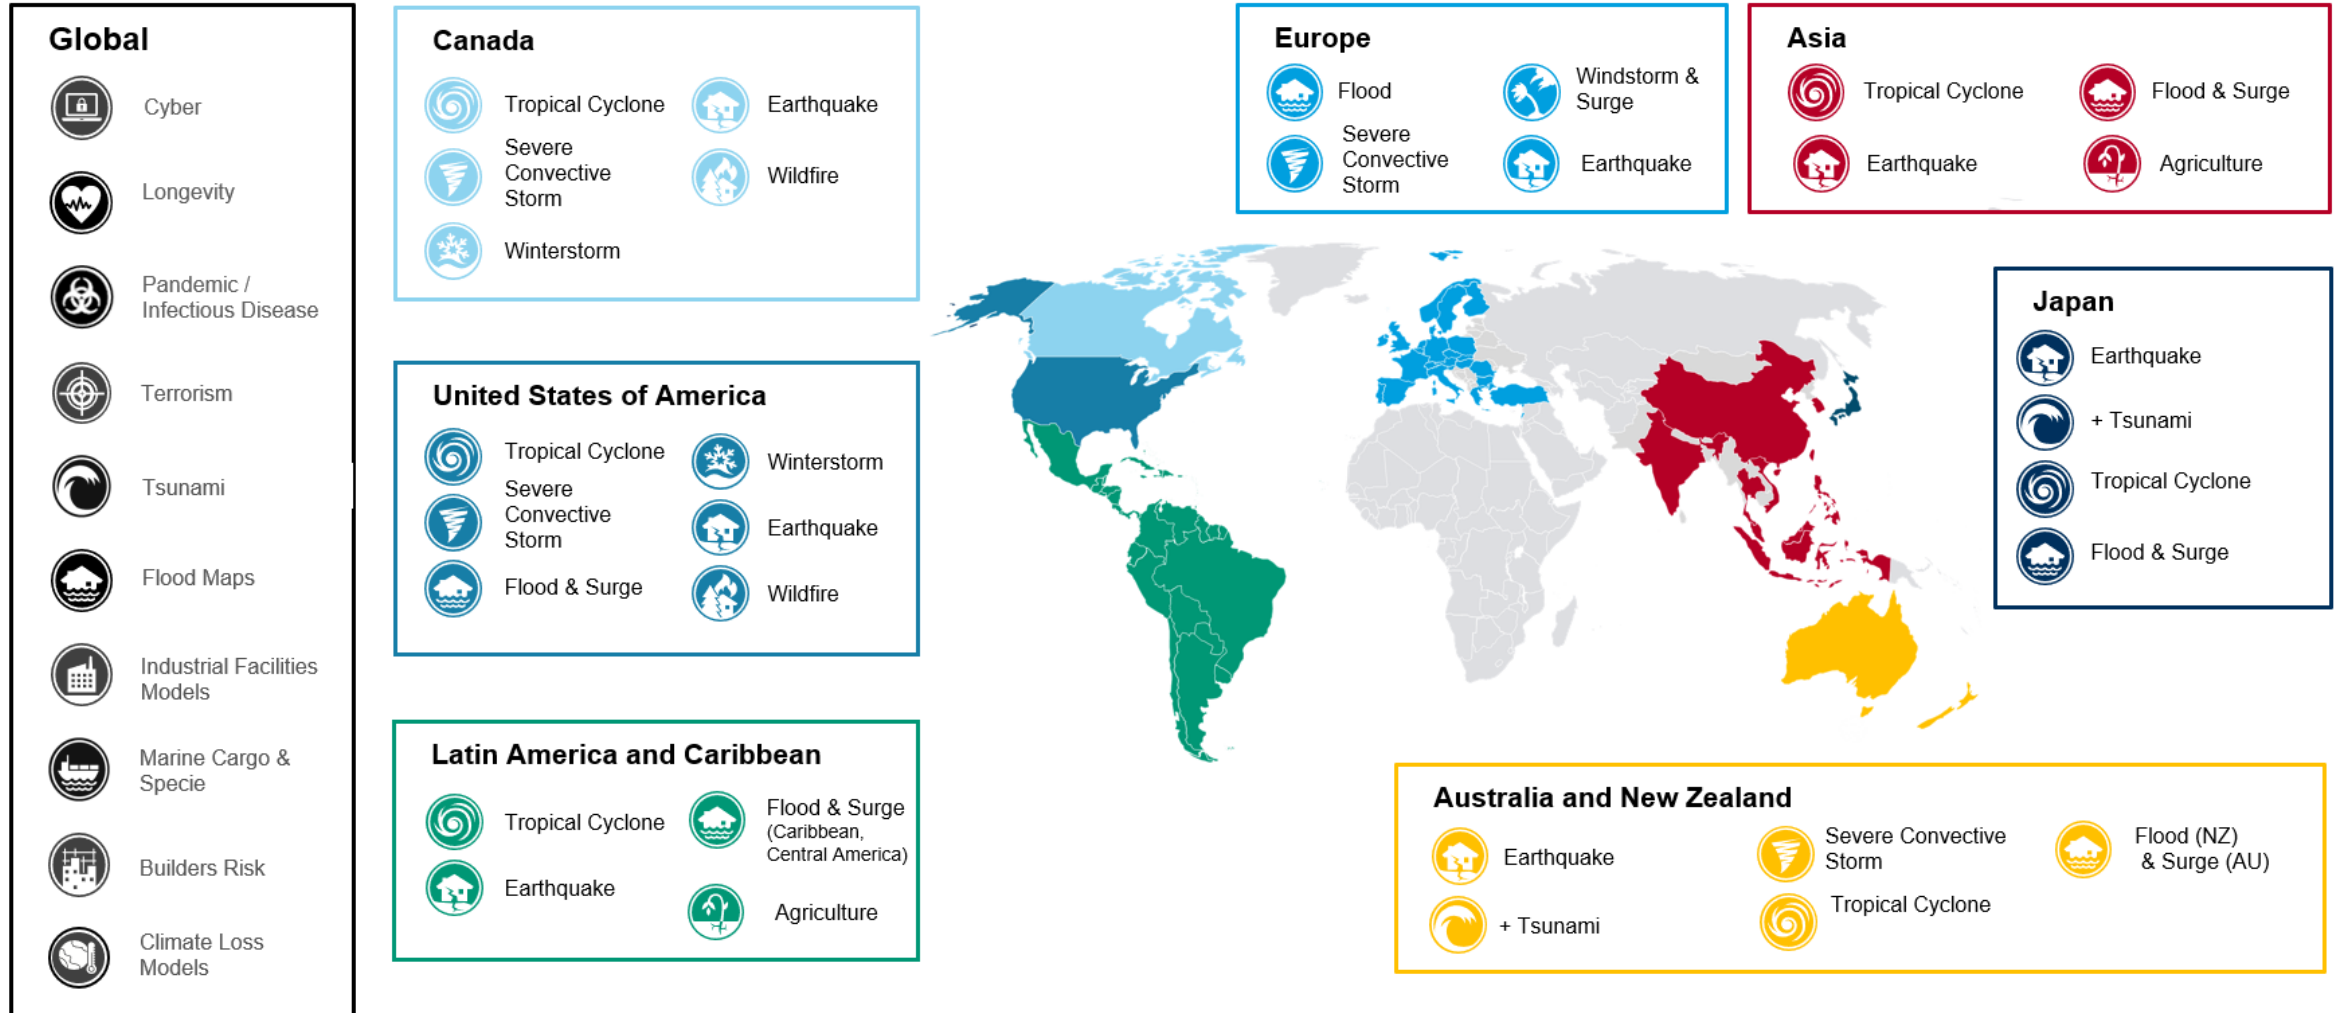 Global
Cyber
Longevity
Pandemic /
Infectious Disease
Terrorism
Tsunami
Flood Maps
Industrial Facilities
Models
Marine Cargo &
Specie
Builders Risk
Climate Loss
Models
Canada
Tropical Cyclone
Earthquake
Severe
Convective
Storm
Wildfire
Winterstorm
United States of America
Tropical Cyclone
Winterstorm
Severe
Convective
Storm
Earthquake
Flood & Surge
Wildfire
Latin America and Caribbean
Tropical Cyclone
Flood & Surge
(Caribbean,
Central America)
Earthquake
Agriculture
Europe
Flood
Windstorm &
Surge
Severe
Convective
Storm
Earthquake
Asia
Tropical Cyclone
Flood & Surge
Earthquake
Agriculture
Japan
Earthquake
+ Tsunami
Tropical Cyclone
Flood & Surge
Australia and New Zealand
Earthquake
Severe Convective
Storm
Flood (NZ)
& Surge (AU)
+ Tsunami
Tropical Cyclone